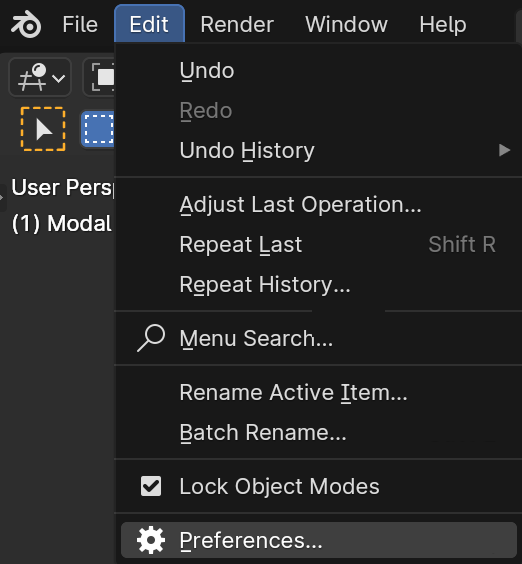 File Edit Render Window Help
Undo
Redo
Undo History
User Persp
(1) Modal
Adjust Last Operation...
Repeat Last Shift R
Repeat History...
Menu Search...
Rename Active Item...
Batch Rename...
Lock Object Modes
Preferences...